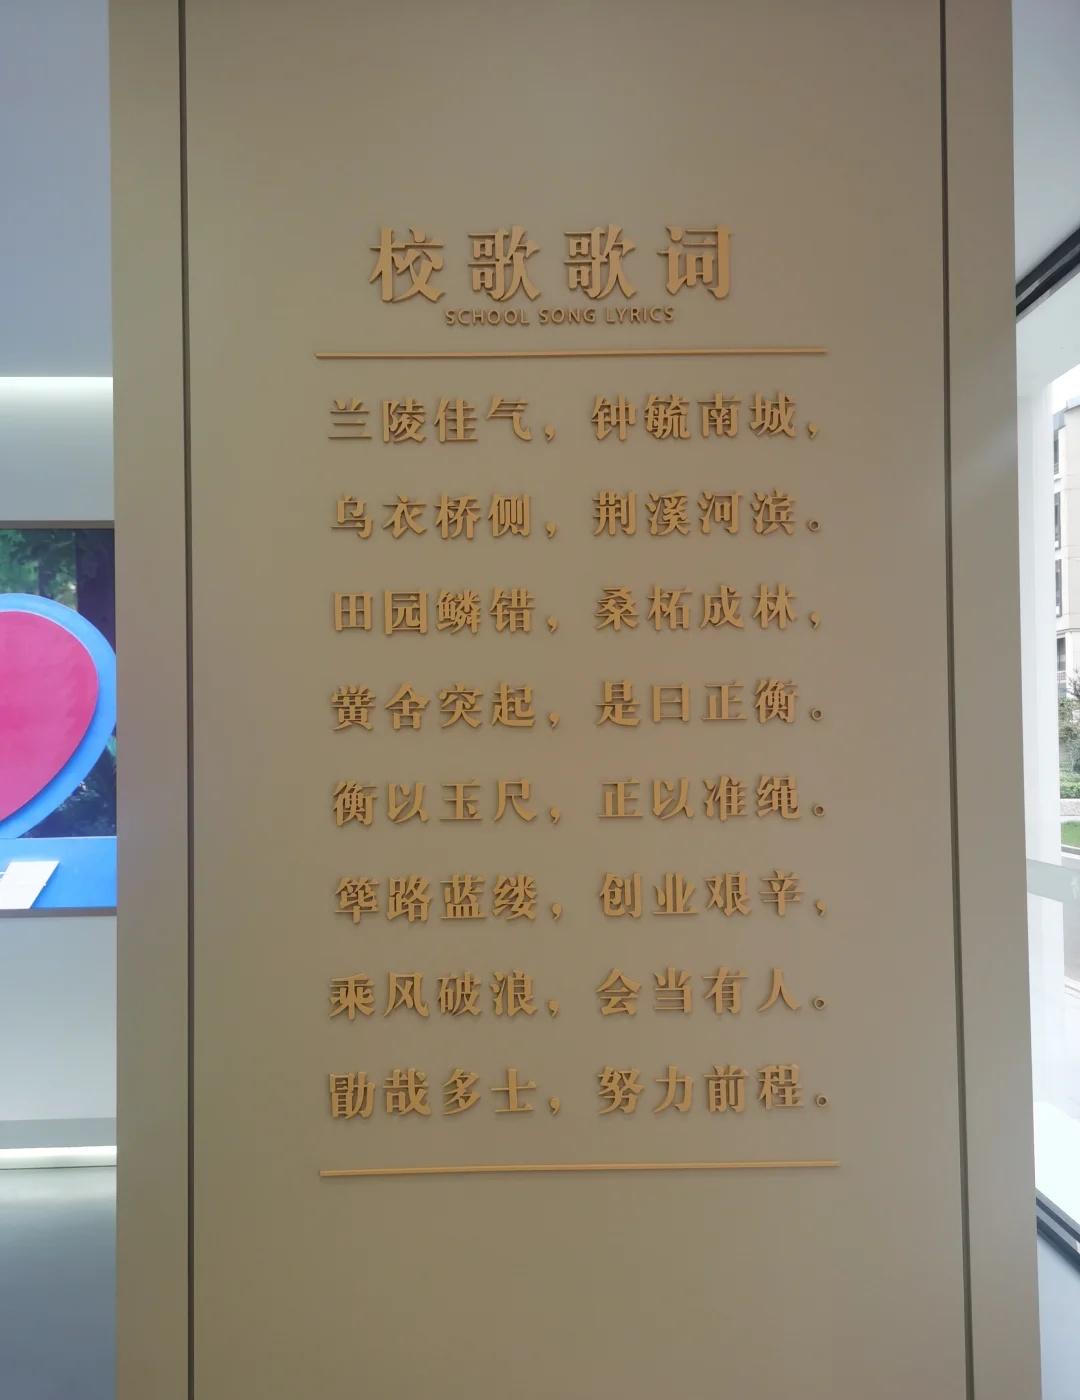 校歌歌词
SCHOOL SONG LYRICS
兰陵佳气，钟毓南城，
乌衣桥侧，荆溪河滨。
田园鳞错，桑柘成林，
黉舍突起，是曰正衡。
衡以玉尺，正以准绳。
筚路蓝缕，创业艰辛，
乘风破浪，会当有人。
勖哉多士，努力前程。